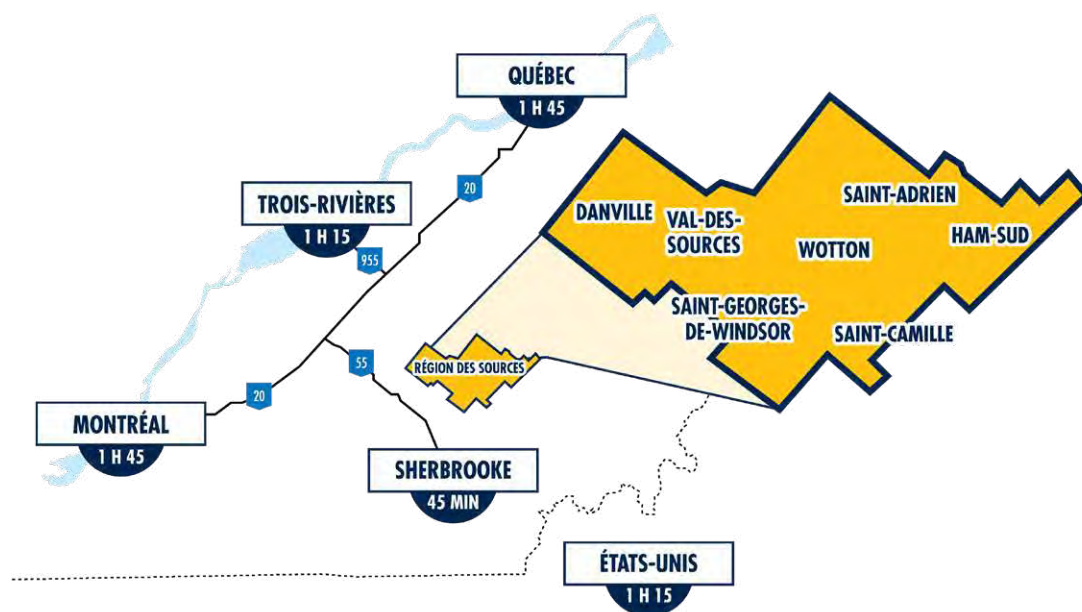 QUÉBEC
1 H 45
20
TROIS-RIVIÈRES
1 H 15
955
DANVILLE
VAL-DES-
SOURCES
SAINT-ADRIEN
WOTTON
HAM-SUD
SAINT-GEORGES-
DE-WINDSOR
SAINT-CAMILLE
RÉGION DES SOURCES
55
20
MONTRÉAL
1 H 45
SHERBROOKE
45 MIN
ÉTATS-UNIS
1 H 15